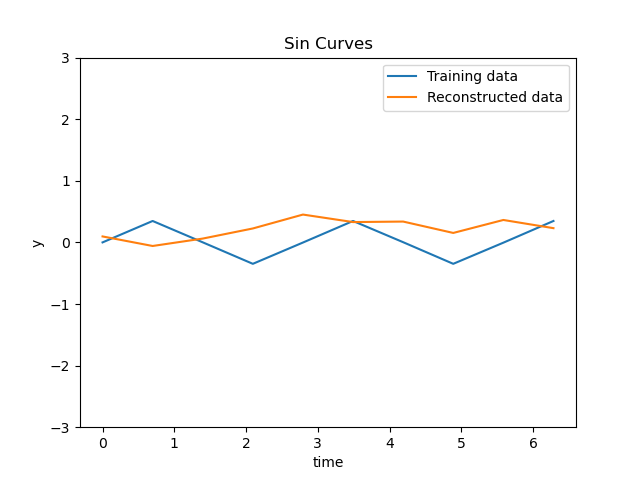 Sin Curves
Training data
Reconstructed data
3
2
1
0
−1
−2
−3
y
0 1 2 3 4 5 6
time